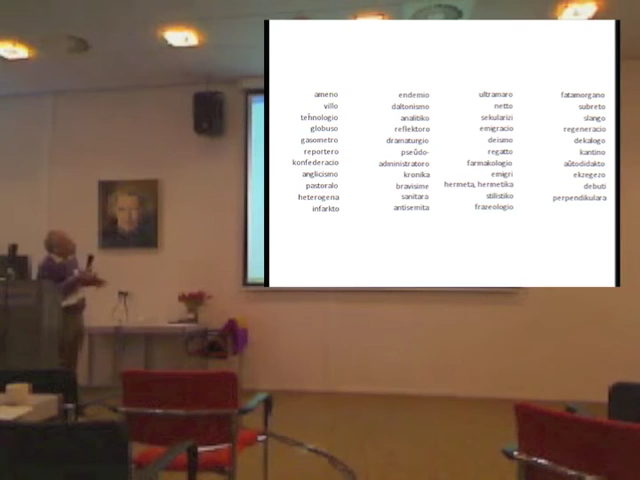 ameno
villo
teĥnologio
globuso
gasometro
reportero
konfederacio
anglicismo
pastoralo
heterogena
infarkto
endemio
daltonismo
analitiko
reflektoro
dramaturgio
pseŭdo-
administratoro
kronika
bravisime
sanitara
antisemita
ultramaro
netto
sekularizi
emigracio
deismo
regatto
farmakologio
emigri
hermeta, hermetika
stilistiko
frazeologio
fatamorgano
subreto
slango
regeneracio
dekalogo
kantino
aŭtodidakto
ekzegezo
debuti
perpendikulara